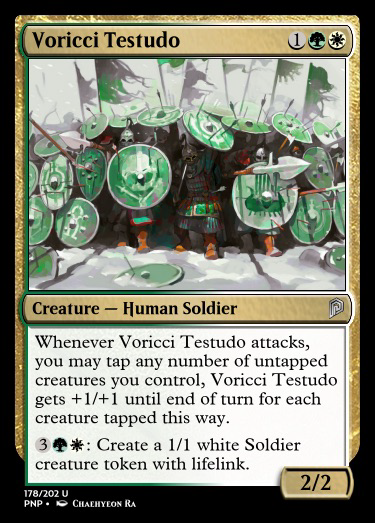 Voricci Testudo 1
Creature — Human Soldier
Whenever Voricci Testudo attacks,
you may tap any number of untapped
creatures you control, Voricci Testudo
gets +1/+1 until end of turn for each
creature tapped this way.
3: Create a 1/1 white Soldier
creature token with lifelink.
2/2
178/202 U
PNP • Chaehyeon Ra